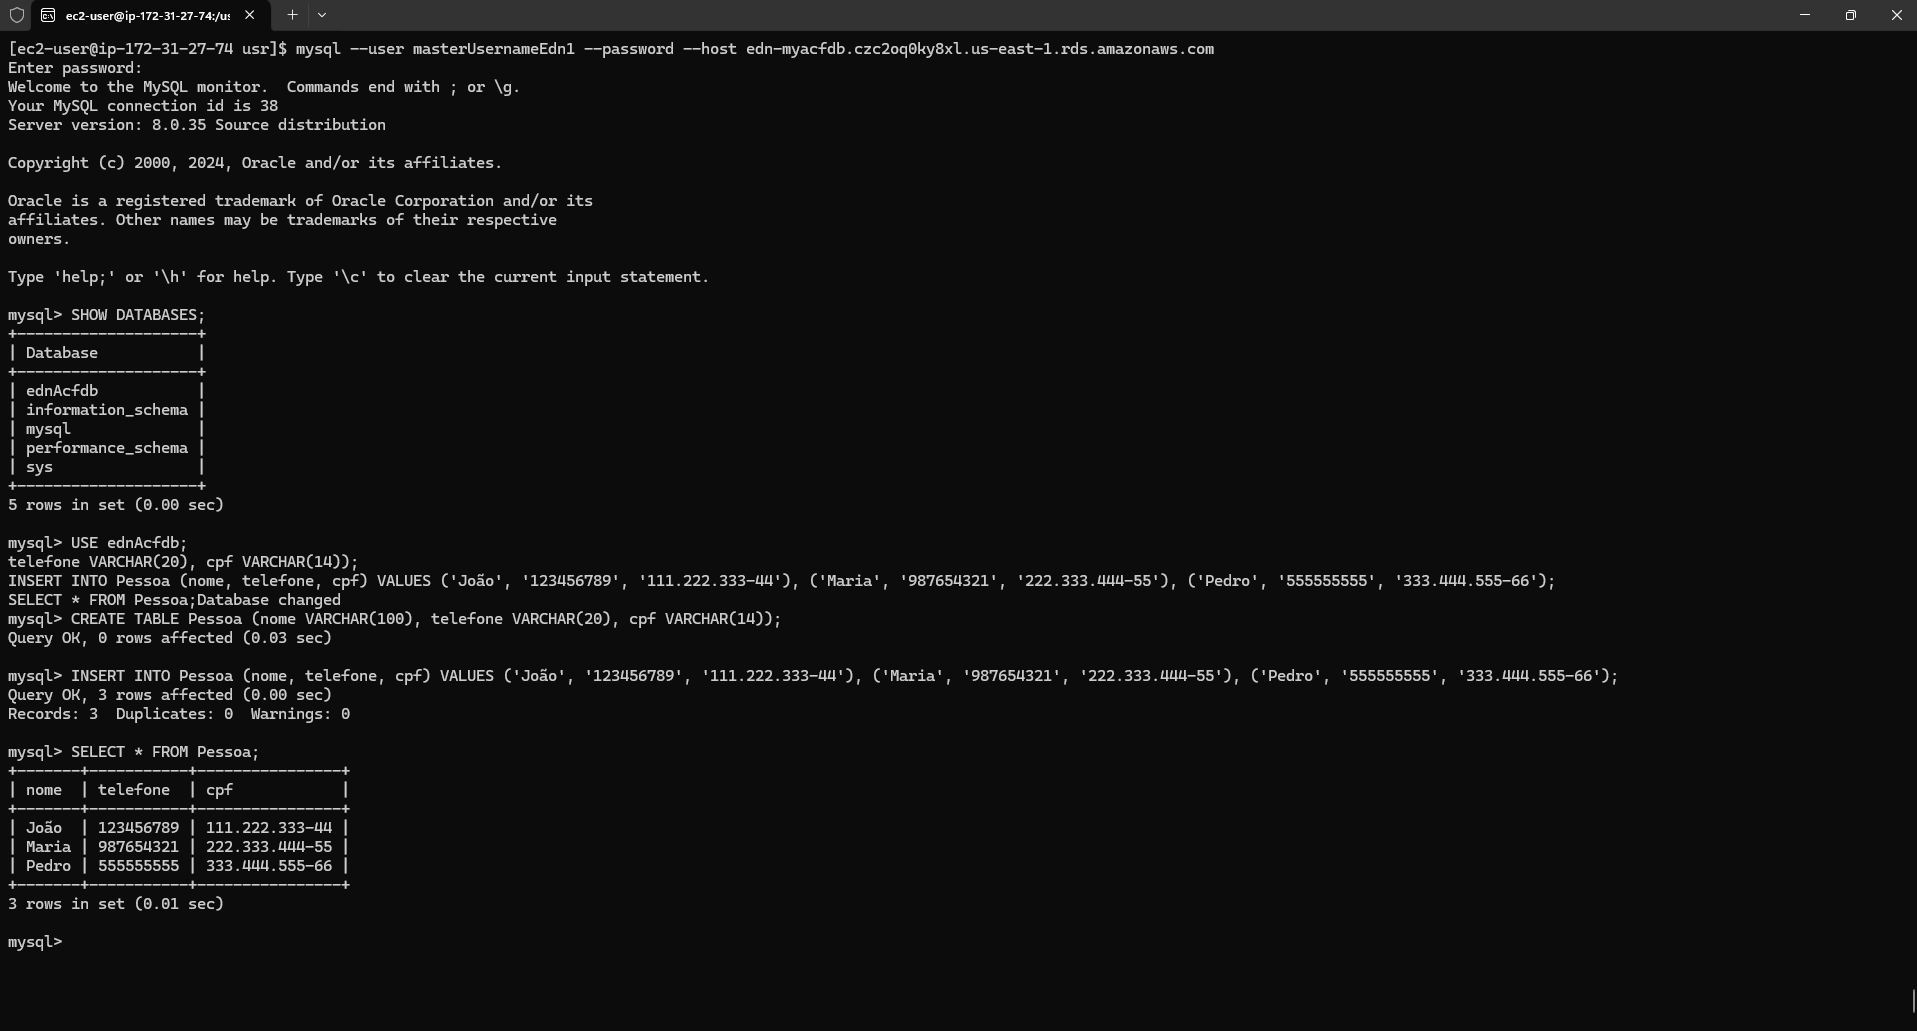 ec2-user@ip-172-31-27-74:/us
[ec2-user@ip-172-31-27-74 usr]$ mysql --user masterUsernameEdn1 --password --host edn-myacfdb.czc2oq0ky8xl.us-east-1.rds.amazonaws.com
Enter password:
Welcome to the MySQL monitor.  Commands end with ; or \g.
Your MySQL connection id is 38
Server version: 8.0.35 Source distribution

Copyright (c) 2000, 2024, Oracle and/or its affiliates.

Oracle is a registered trademark of Oracle Corporation and/or its
affiliates. Other names may be trademarks of their respective
owners.

Type 'help;' or '\h' for help. Type '\c' to clear the current input statement.

mysql> SHOW DATABASES;
+--------------------+
| Database           |
+--------------------+
| ednAcfdb           |
| information_schema |
| mysql              |
| performance_schema |
| sys                |
+--------------------+
5 rows in set (0.00 sec)

mysql> USE ednAcfdb;
telefone VARCHAR(20), cpf VARCHAR(14));
INSERT INTO Pessoa (nome, telefone, cpf) VALUES ('João', '123456789', '111.222.333-44'), ('Maria', '987654321', '222.333.444-55'), ('Pedro', '555555555', '333.444.555-66');
SELECT * FROM Pessoa;Database changed
mysql> CREATE TABLE Pessoa (nome VARCHAR(100), telefone VARCHAR(20), cpf VARCHAR(14));
Query OK, 0 rows affected (0.03 sec)

mysql> INSERT INTO Pessoa (nome, telefone, cpf) VALUES ('João', '123456789', '111.222.333-44'), ('Maria', '987654321', '222.333.444-55'), ('Pedro', '555555555', '333.444.555-66');
Query OK, 3 rows affected (0.00 sec)
Records: 3  Duplicates: 0  Warnings: 0

mysql> SELECT * FROM Pessoa;
+-------+-----------+----------------+
| nome  | telefone  | cpf            |
+-------+-----------+----------------+
| João  | 123456789 | 111.222.333-44 |
| Maria | 987654321 | 222.333.444-55 |
| Pedro | 555555555 | 333.444.555-66 |
+-------+-----------+----------------+
3 rows in set (0.01 sec)

mysql>